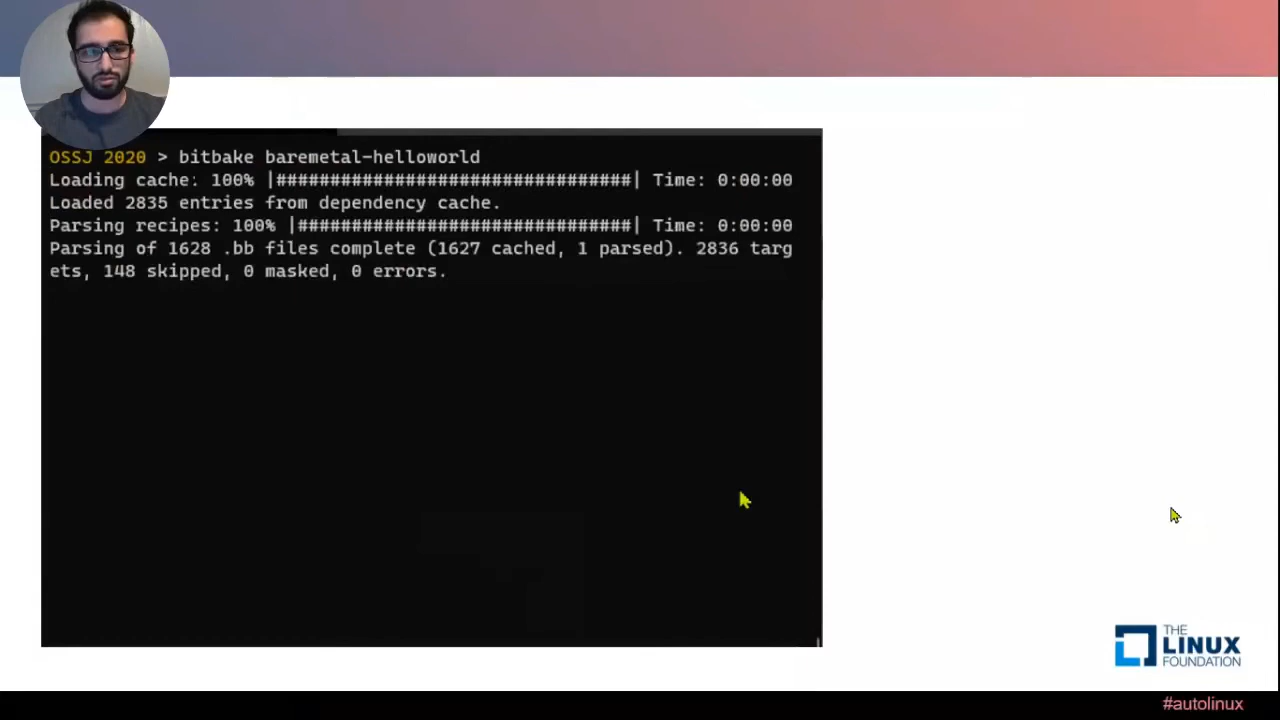 OSSJ 2020 > bitbake baremetal-helloworld
Loading cache: 100% |#################################| Time: 0:00:00
Loaded 2835 entries from dependency cache.
Parsing recipes: 100% |###############################| Time: 0:00:00
Parsing of 1628 .bb files complete (1627 cached, 1 parsed). 2836 targ
ets, 148 skipped, 0 masked, 0 errors.
THE
LINUX
FOUNDATION
#autolinux